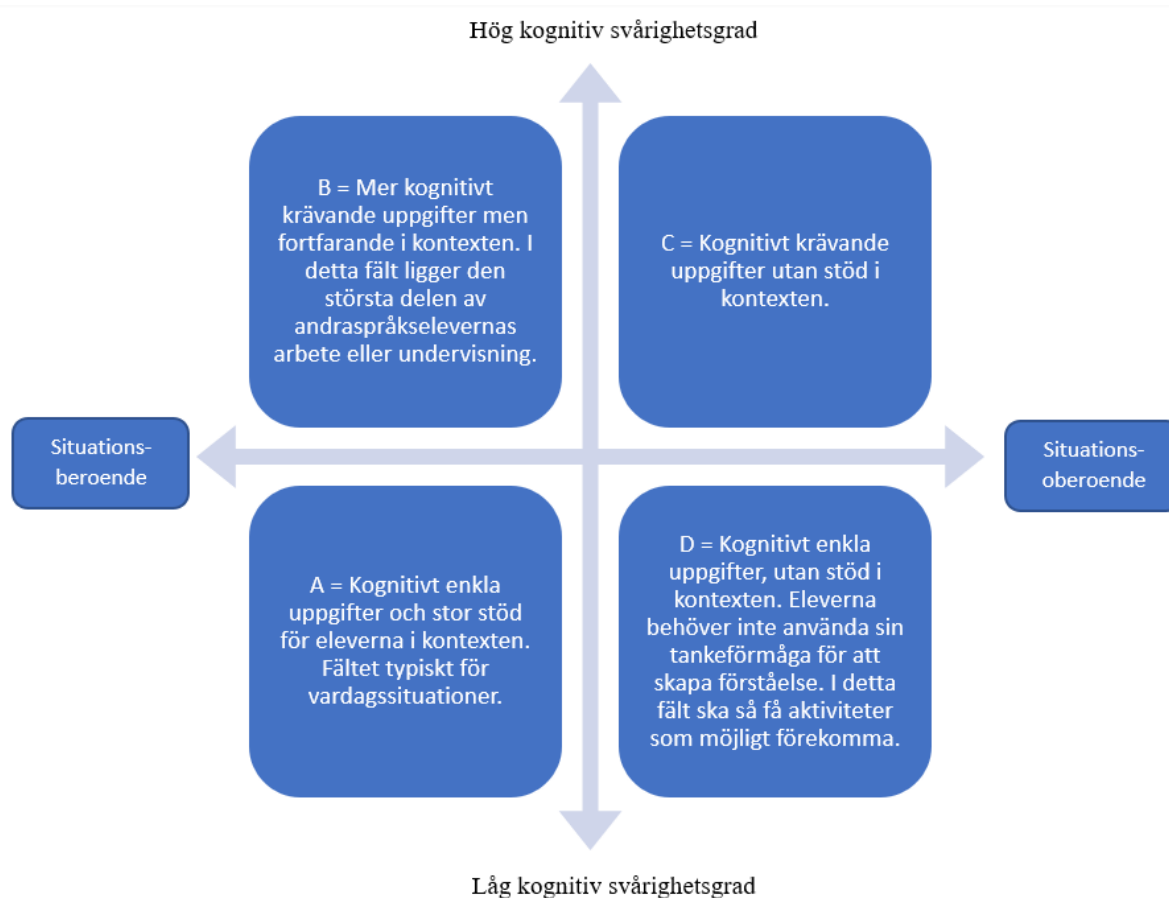 Hög kognitiv svårighetsgrad
B = Mer kognitivt
krävande uppgifter men
fortfarande i kontexten. I
detta fält ligger den
största delen av
andraspråkselevernas
arbete eller undervisning.
C = Kognitivt krävande
uppgifter utan stöd i
kontexten.
Situations-
beroende
Situations-
oberoende
A = Kognitivt enkla
uppgifter och stor stöd
för eleverna i kontexten.
Fältet typiskt för
vardagssituationer.
D = Kognitivt enkla
uppgifter, utan stöd i
kontexten. Eleverna
behöver inte använda sin
tankeförmåga för att
skapa förståelse. I detta
fält ska så få aktiviteter
som möjligt förekomma.
Låg kognitiv svårighetsgrad